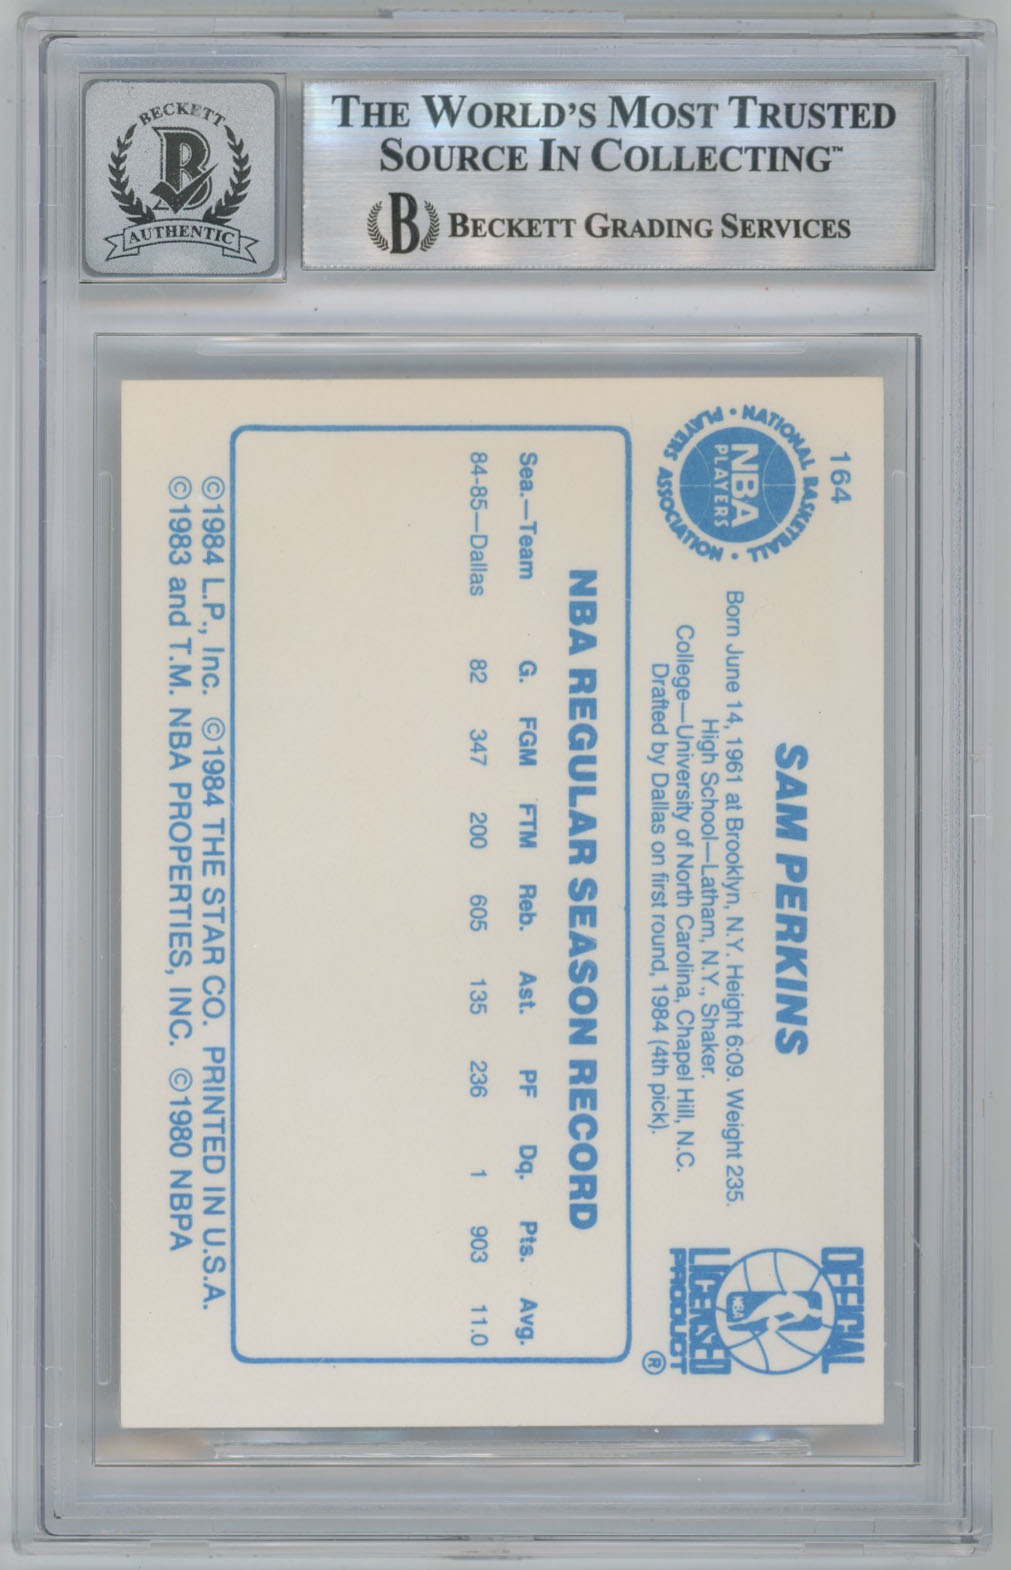 BECKETT
B
AUTHENTIC
THE WORLD'S MOST TRUSTED
SOURCE IN COLLECTING™
B BECKETT GRADING SERVICES
164
NATIONAL BASKETBALL • PLAYERS ASSOCIATION •
NBA
PLAYERS
SAM PERKINS
Born June 14, 1961 at Brooklyn, N.Y. Height 6:09. Weight 235.
High School—Latham, N.Y., Shaker.
College—University of North Carolina, Chapel Hill, N.C.
Drafted by Dallas on first round, 1984 (4th pick).
OFFICIAL
NBA
LICENSED
PRODUCT
®
NBA REGULAR SEASON RECORD
Sea.—Team G. FGM FTM Reb. Ast. PF Dq. Pts. Avg.
84-85—Dallas 82 347 200 605 135 236 1 903 11.0
©1984 L.P., Inc. ©1984 THE STAR CO. PRINTED IN U.S.A.
©1983 and T.M. NBA PROPERTIES, INC. ©1980 NBPA